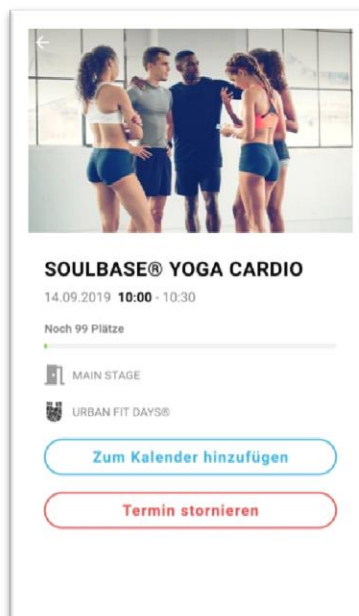 SOULBASE® YOGA CARDIO
14.09.2019 10:00 - 10:30
Noch 99 Plätze
MAIN STAGE
URBAN FIT DAYS®
Zum Kalender hinzufügen
Termin stornieren